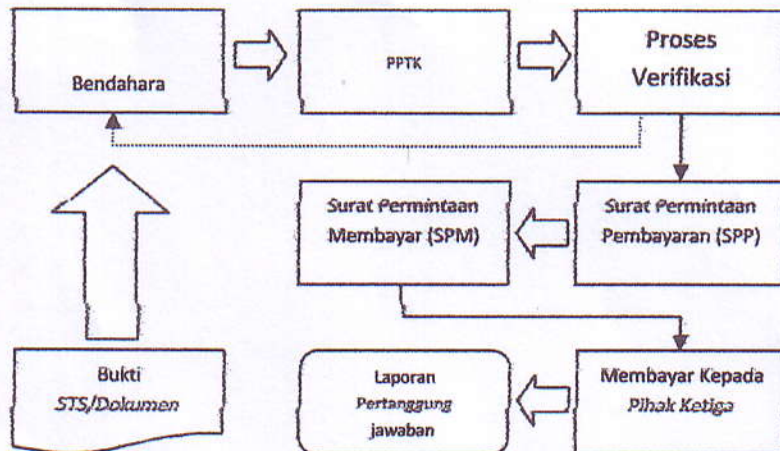 Bendahara
PPTK
Proses
Verifikasi
Surat Permintaan
Membayar (SPM)
Surat Permintaan
Pembayaran (SPP)
Bukti
STS/Dokumen
Laporan
Pertanggung
jawaban
Membayar Kepada
Pihak Ketiga